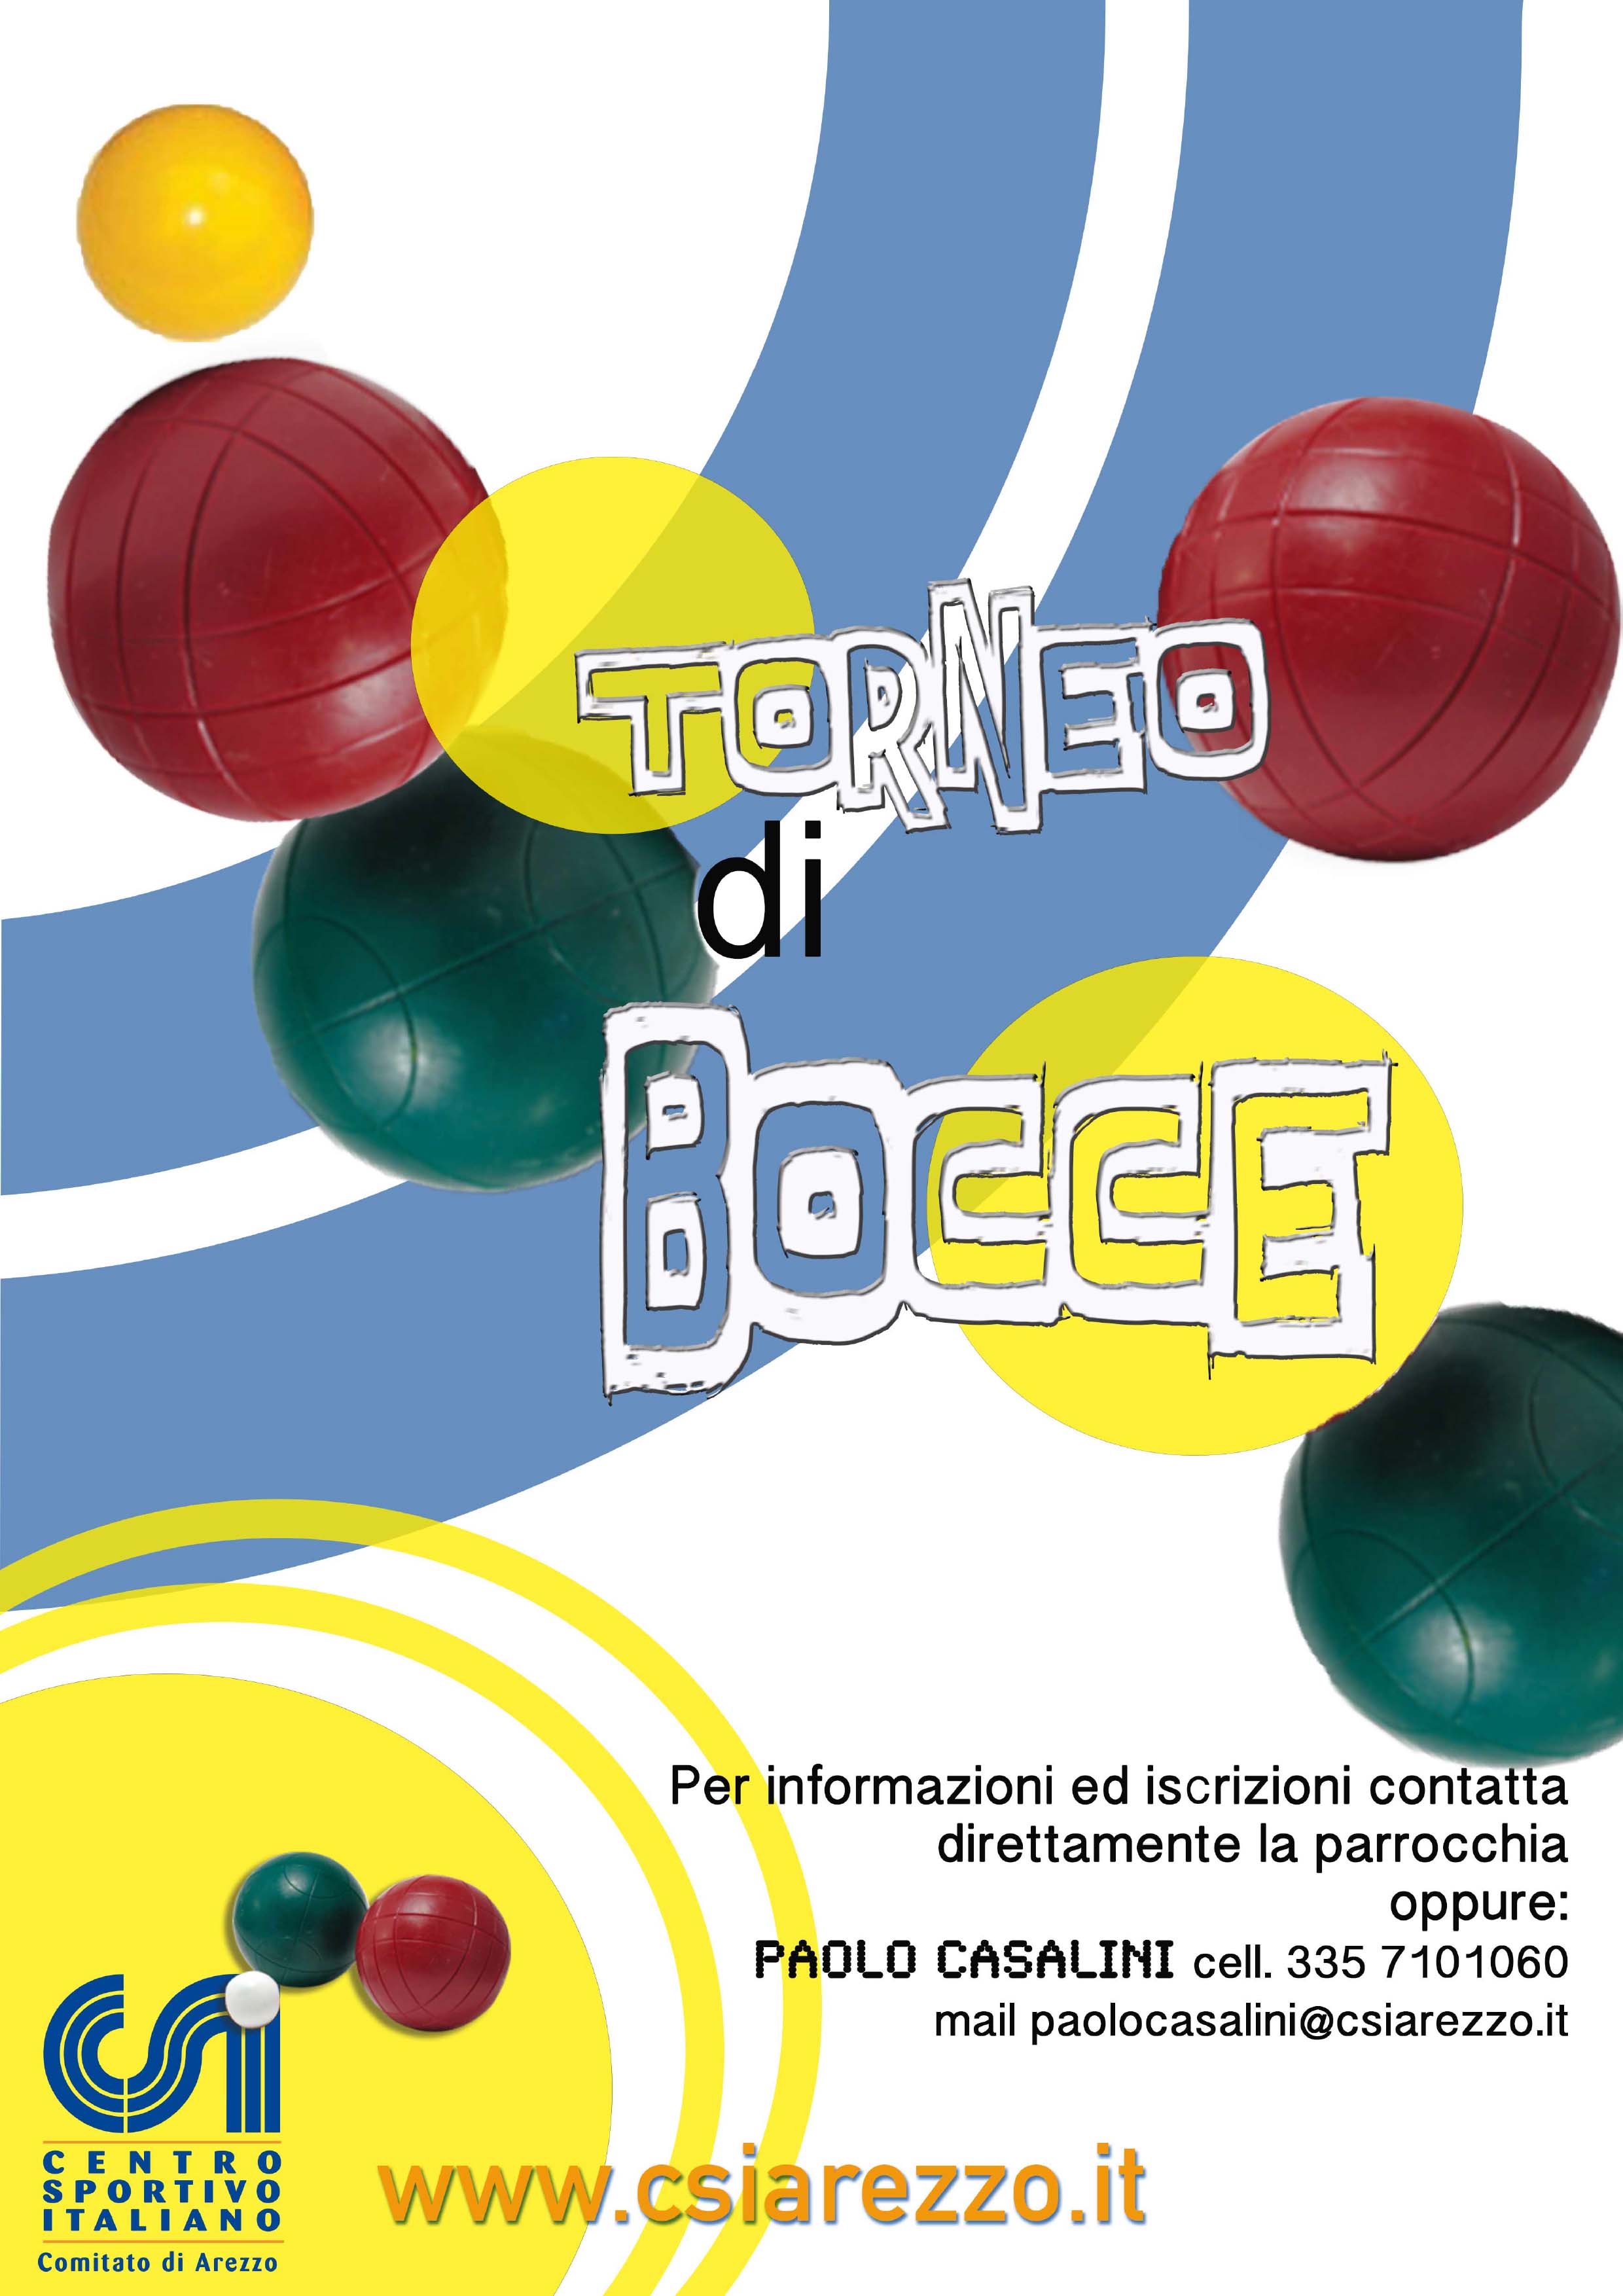 TORNEO
di
BOCCE
Per informazioni ed iscrizioni contatta
direttamente la parrocchia
oppure:
PAOLO CASALINI cell. 335 7101060
mail paolocasalini@csiarezzo.it
csi
CENTRO
SPORTIVO
ITALIANO
Comitato di Arezzo
www.csiarezzo.it